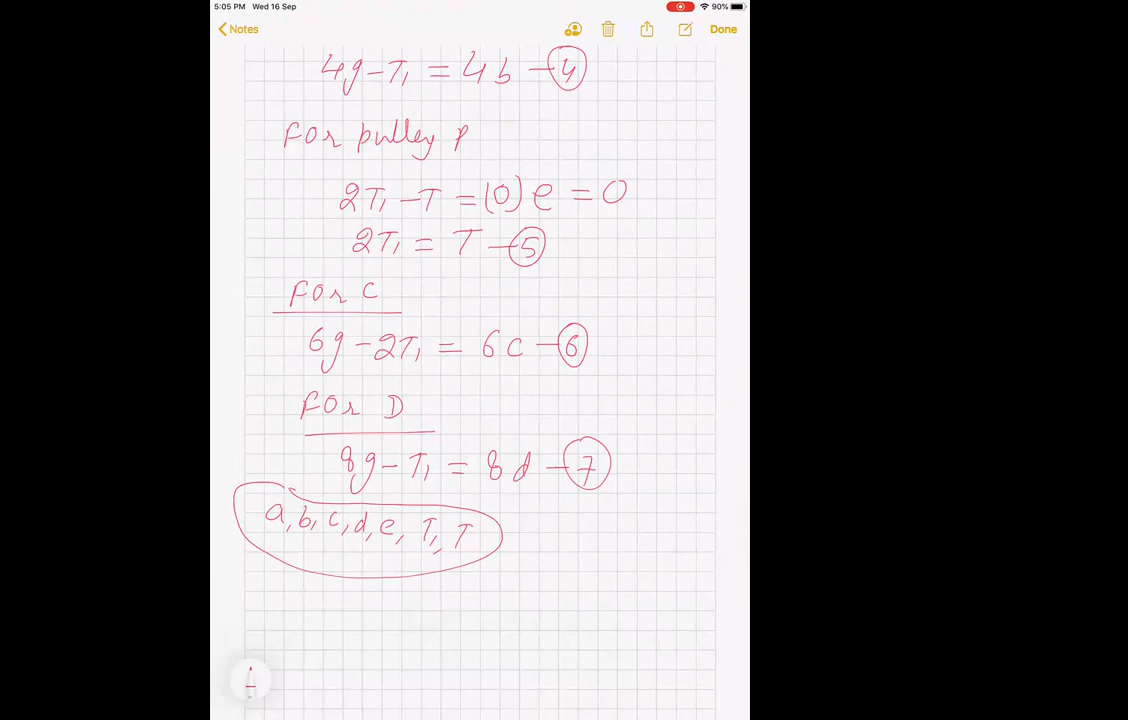 5:05 PM Wed 16 Sep 90%
Notes Done
4g - T₁ = 4b - 4
For pulley P
2T₁ - T = (0) e = 0
2T₁ = T - 5
For C
6g - 2T₁ = 6c - 6
For D
8g - T₁ = 8d - 7
a, b, c, d, e, T₁, T